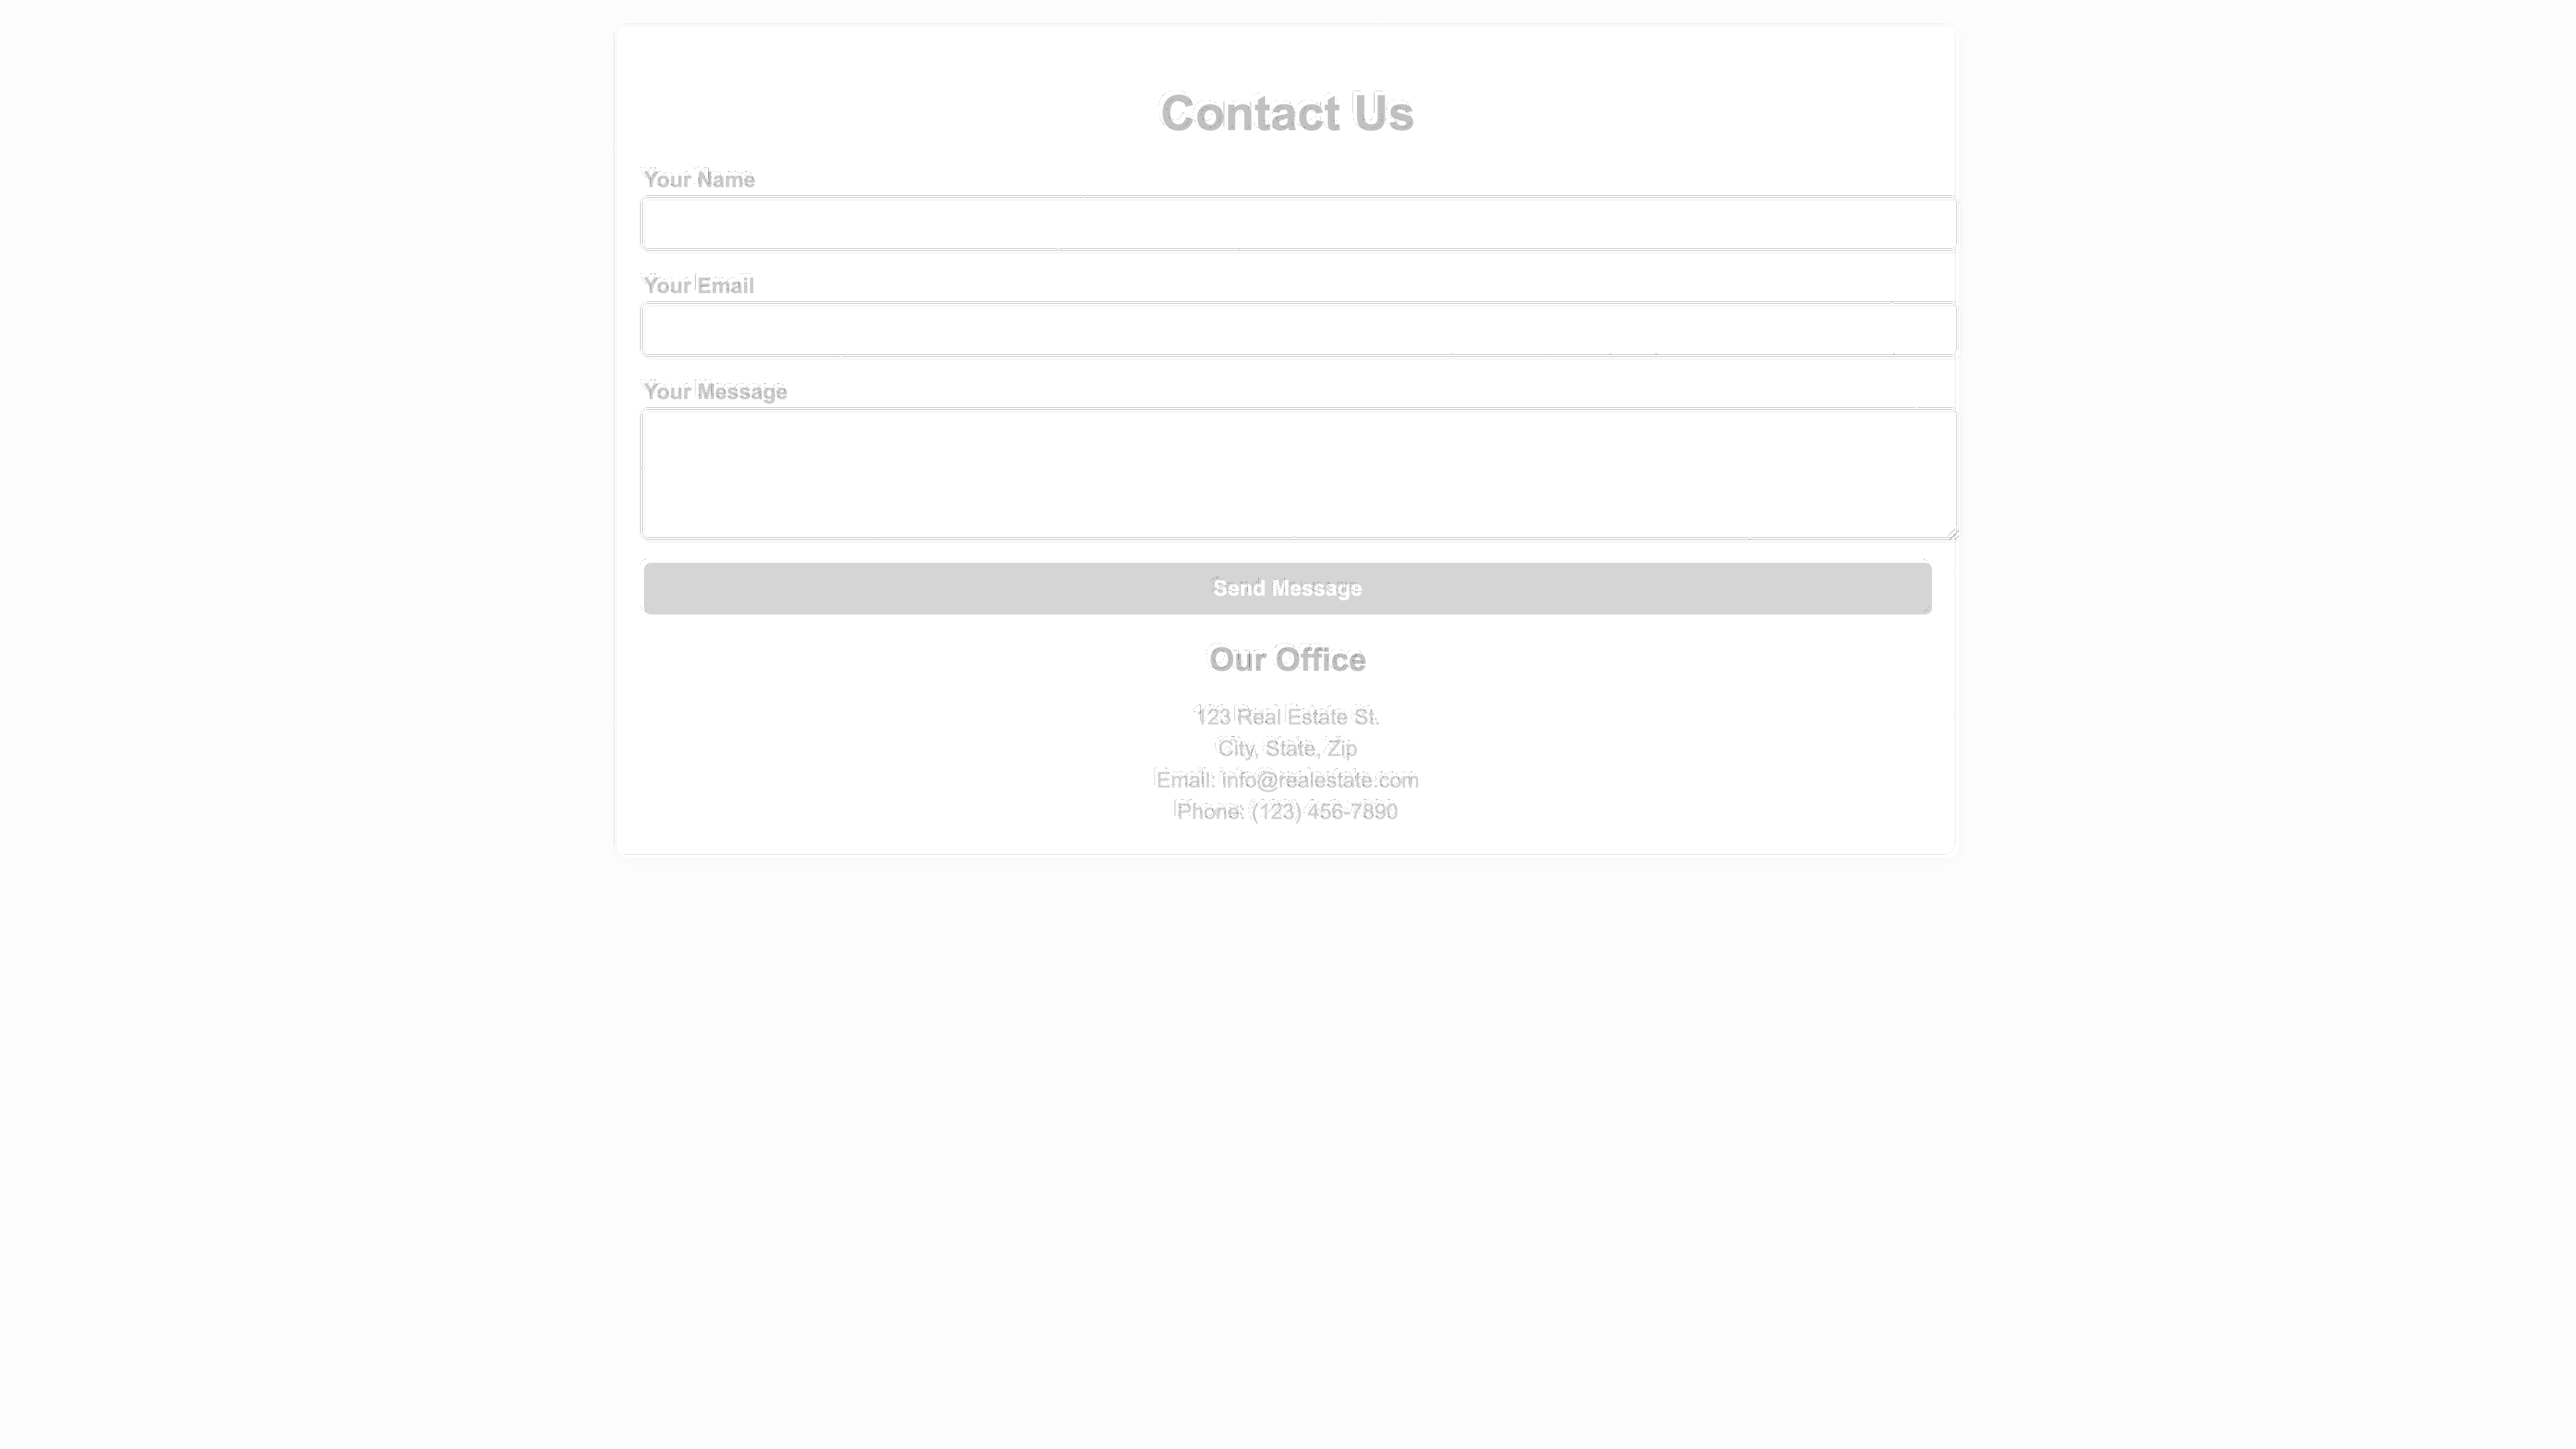 Contact Us
Your Name
Your Email
Your Message
Send Message
Our Office
123 Real Estate St.
City, State, Zip
Email: info@realestate.com
Phone: (123) 456-7890